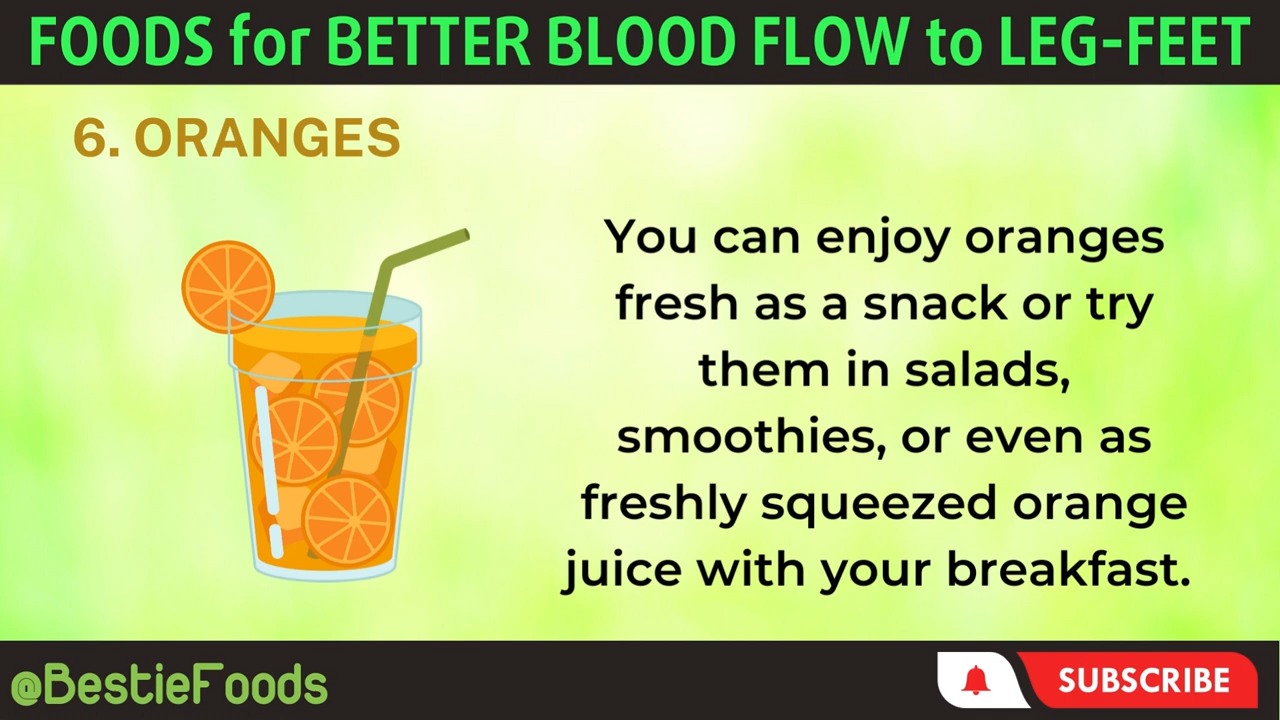 FOODS for BETTER BLOOD FLOW to LEG-FEET
6. ORANGES
You can enjoy oranges
fresh as a snack or try
them in salads,
smoothies, or even as
freshly squeezed orange
juice with your breakfast.
@BestieFoods
SUBSCRIBE